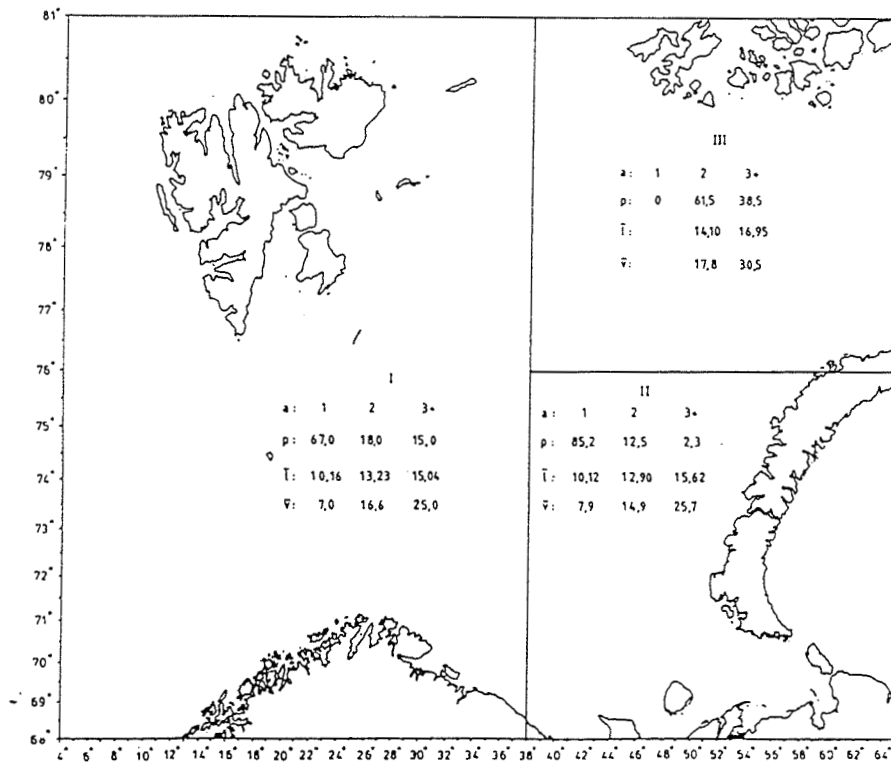 81°
80°
79°
78°
77°
76°
75°
74°
73°
72°
71°
70°
69°
60°
III
a: 1 2 3+
p: 0 61,5 38,5
l̄: 14,10 16,95
v̄: 17,8 30,5
I
a: 1 2 3+
p: 67,0 18,0 15,0
l̄: 10,16 13,23 15,04
v̄: 7,0 16,6 25,0
II
a: 1 2 3+
p: 85,2 12,5 2,3
l̄: 10,12 12,90 15,62
v̄: 7,9 14,9 25,7
4° 6° 8° 10° 12° 14° 16° 18° 20° 22° 24° 26° 28° 30° 32° 34° 36° 38° 40° 42° 44° 46° 48° 50° 52° 54° 56° 58° 60° 62° 64°